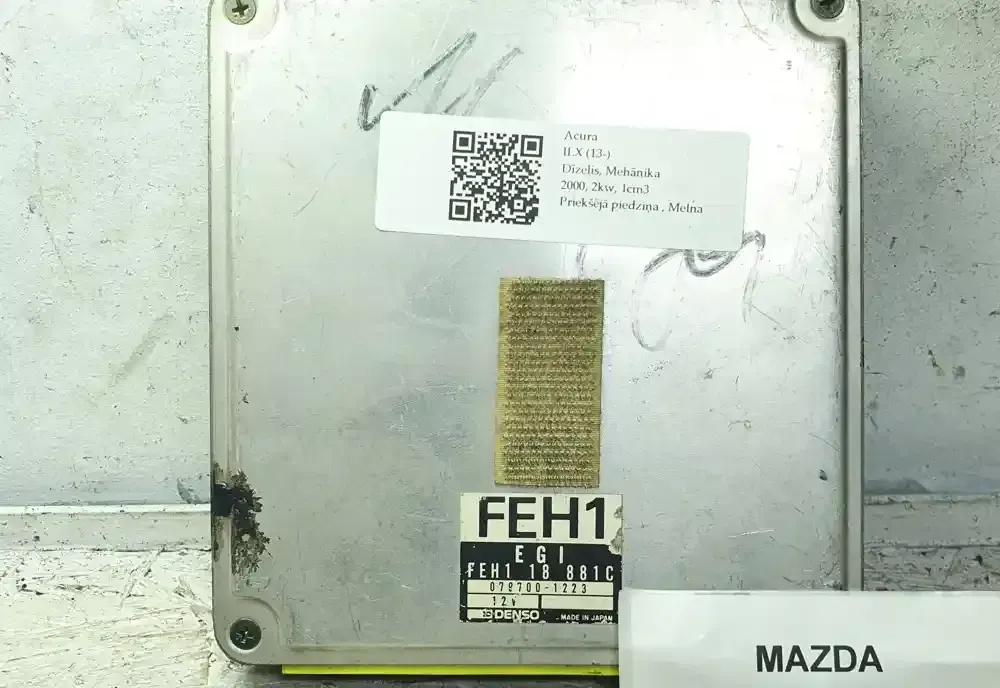 Acura
ILX (13-)
Dīzelis, Mehānika
2000, 2kw, 1cm3
Priekšējā piedziņa , Melna
FEH1
EGI
FEH1 18 881C
079700-1223
12V
DENSO MADE IN JAPAN
MAZDA